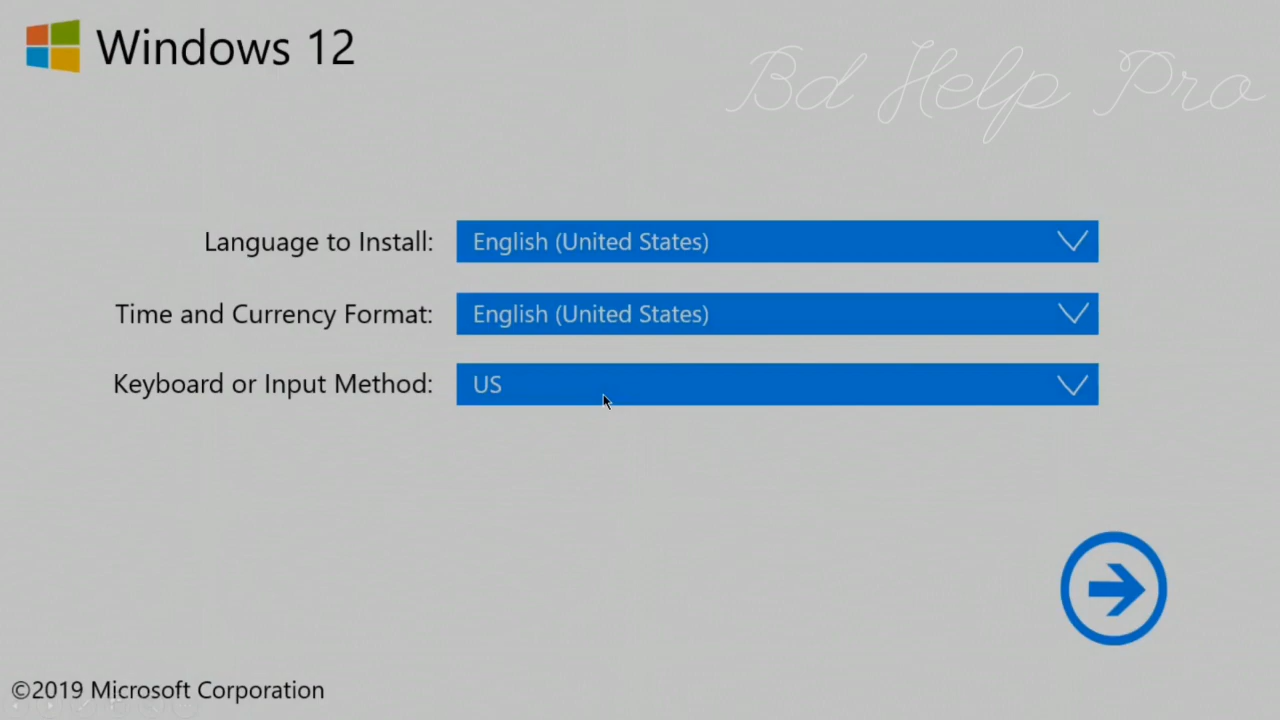 Windows 12
Bd Help Pro
Language to Install: English (United States)
Time and Currency Format: English (United States)
Keyboard or Input Method: US
©2019 Microsoft Corporation